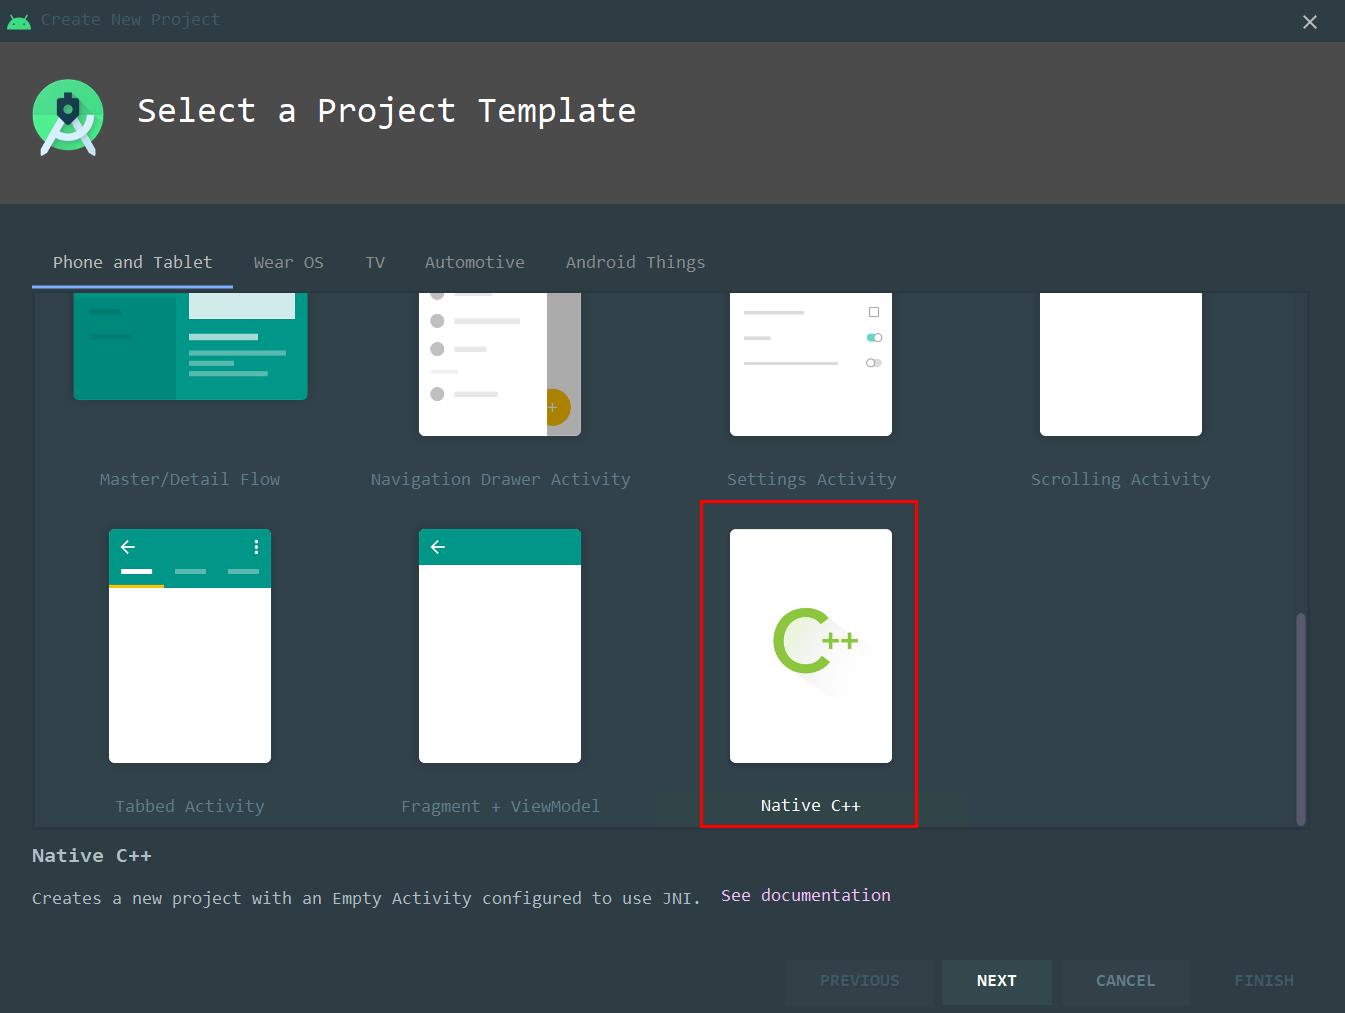 Create New Project
Select a Project Template
Phone and Tablet Wear OS TV Automotive Android Things
Master/Detail Flow Navigation Drawer Activity Settings Activity Scrolling Activity
C++
Tabbed Activity Fragment + ViewModel Native C++
Native C++
Creates a new project with an Empty Activity configured to use JNI. See documentation
PREVIOUS NEXT CANCEL FINISH